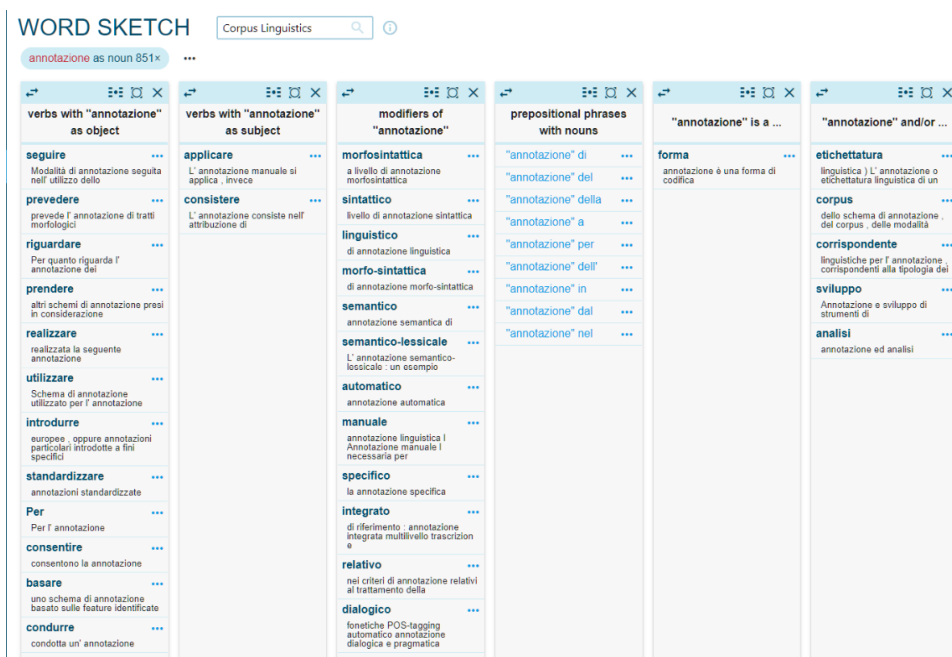 WORD SKETCH
Corpus Linguistics
annotazione as noun 851×
verbs with "annotazione"
as object
seguire
Modalità di annotazione seguita
nell' utilizzo dello
prevedere
prevede l' annotazione di tratti
morfologici
riguardare
Per quanto riguarda l'
annotazione dei
prendere
altri schemi di annotazione presi
in considerazione
realizzare
realizzata la seguente
annotazione
utilizzare
Schema di annotazione
utilizzato per l' annotazione
introdurre
europee , oppure annotazioni
particolari introdotte a fini
specifici
standardizzare
annotazioni standardizzate
Per
Per l' annotazione
consentire
consentono la annotazione
basare
uno schema di annotazione
basato sulle feature identificate
condurre
condotta un' annotazione
verbs with "annotazione"
as subject
applicare
L' annotazione manuale si
applica , invece
consistere
L' annotazione consiste nell'
attribuzione di
modifiers of
"annotazione"
morfosintattica
a livello di annotazione
morfosintattica
sintattico
livello di annotazione sintattica
linguistico
di annotazione linguistica
morfo-sintattica
di annotazione morfo-sintattica
semantico
annotazione semantica di
semantico-lessicale
L' annotazione semantico-
lessicale : un esempio
automatico
annotazione automatica
manuale
annotazione linguistica l
Annotazione manuale l
necessaria per
specifico
la annotazione specifica
integrato
di riferimento : annotazione
integrata multilivello trascrizion
e
relativo
nei criteri di annotazione relativi
al trattamento della
dialogico
fonetiche POS-tagging
automatico annotazione
dialogica e pragmatica
prepositional phrases
with nouns
"annotazione" di
"annotazione" del
"annotazione" della
"annotazione" a
"annotazione" per
"annotazione" dell'
"annotazione" in
"annotazione" dal
"annotazione" nel
"annotazione" is a ...
forma
annotazione è una forma di
codifica
"annotazione" and/or ...
etichettatura
linguistica ) L' annotazione o
etichettatura linguistica di un
corpus
dello schema di annotazione ,
del corpus , delle modalità
corrispondente
linguistiche per l' annotazione ,
corrispondenti alla tipologia dei
sviluppo
Annotazione e sviluppo di
strumenti di
analisi
annotazione ed analisi